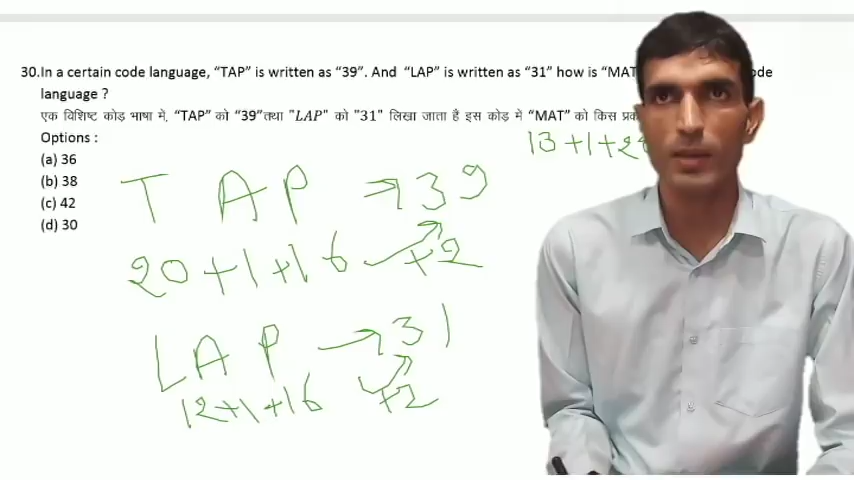 30.In a certain code language, “TAP” is written as “39”. And “LAP” is written as “31” how is “MAT ode
language ?
एक विशिष्ट कोड़ भाषा में, “TAP” को “39”तथा "LAP" को "31" लिखा जाता है इस कोड़ में “MAT” को किस
Options :
13 +1+2
(a) 36
(b) 38
(c) 42
(d) 30
T A P → 39
20 +1 +16 +2
LAP → 31
12+1+16 +2